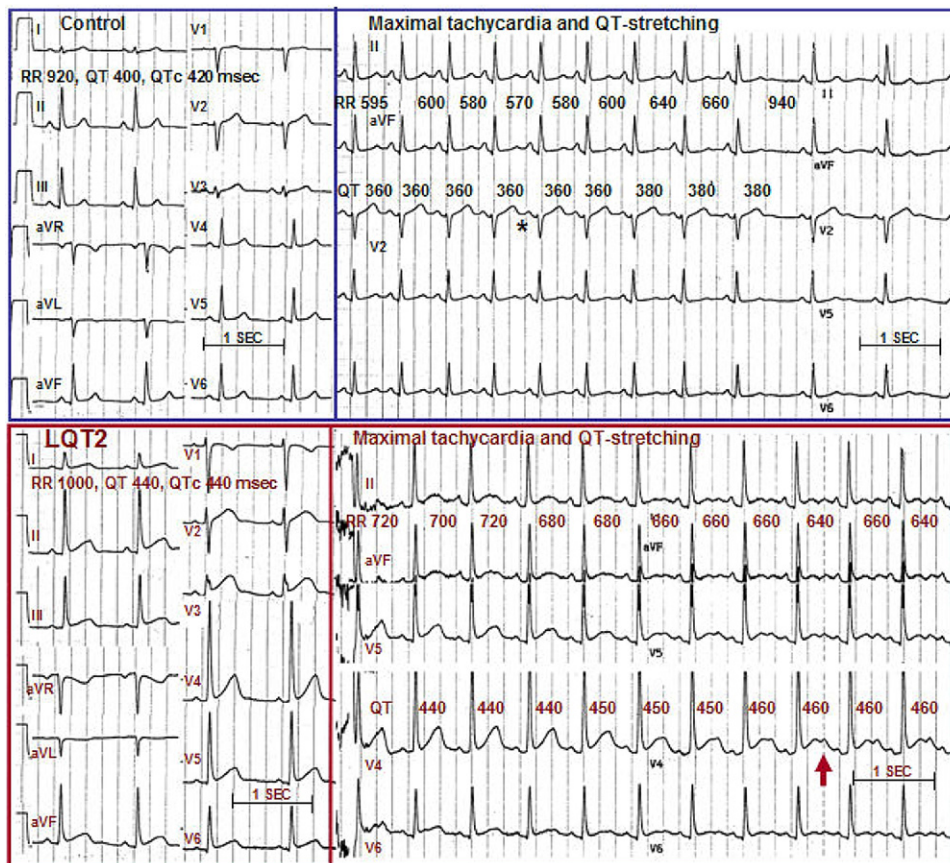 Control
I
V1
RR 920, QT 400, QTc 420 msec
II
V2
III
V3
aVR
V4
aVL
V5
1 SEC
aVF
V6
Maximal tachycardia and QT-stretching
II
II
RR 595 600 580 570 580 600 640 660 940
aVF
aVF
QT 360 360 360 360 360 360 380 380 380
*
V2
V2
V5
1 SEC
V6
LQT2
I
V1
RR 1000, QT 440, QTc 440 msec
II
V2
III
V3
aVR
V4
aVL
V5
1 SEC
aVF
V6
Maximal tachycardia and QT-stretching
II
RR 720 700 720 680 680 660 660 660 640 660 640
aVF
aVF
V5
V5
QT 440 440 440 450 450 450 460 460 460 460
V4
V4
1 SEC
V6
V6